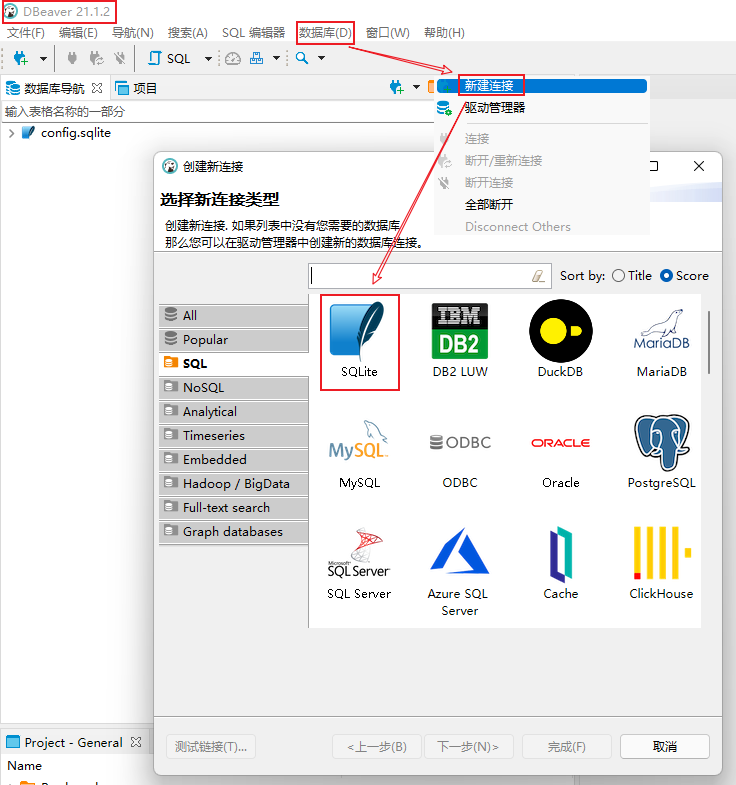 DBeaver 21.1.2
文件(F) 编辑(E) 导航(N) 搜索(A) SQL 编辑器 数据库(D) 窗口(W) 帮助(H)
SQL
数据库导航 项目
输入表格名称的一部分
config.sqlite
新建连接
驱动管理器
连接
断开/重新连接
断开连接
全部断开
Disconnect Others
创建新连接
选择新连接类型
创建新连接. 如果列表中没有您需要的数据库
那么您可以在驱动管理器中创建新的数据库连接。
Sort by: Title Score
All
Popular
SQL
NoSQL
Analytical
Timeseries
Embedded
Hadoop / BigData
Full-text search
Graph databases
IBM
DB2
MariaDB
SQLite DB2 LUW DuckDB MariaDB
MySQL ODBC ORACLE
MySQL ODBC Oracle PostgreSQL
Microsoft
SQL Server
SQL Server Azure SQL Server Cache ClickHouse
测试链接(T)... <上一步(B) 下一步(N)> 完成(F) 取消
Project - General
Name